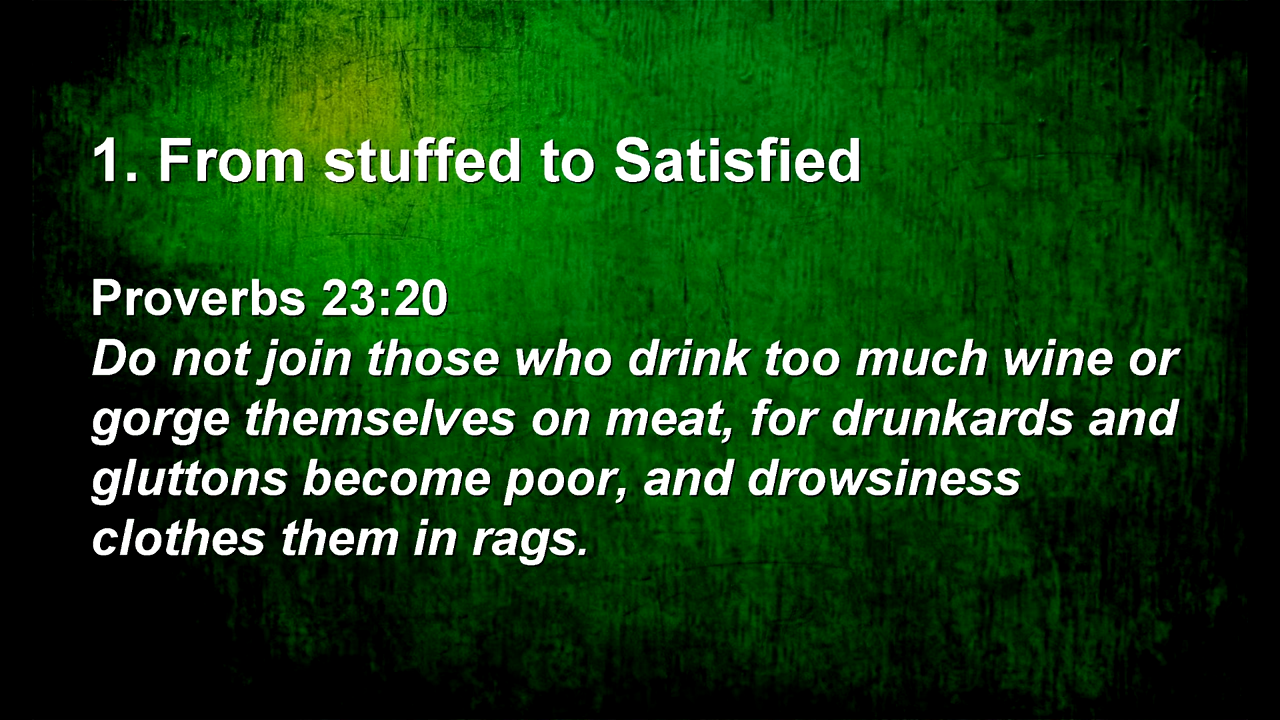 1. From stuffed to Satisfied
Proverbs 23:20
Do not join those who drink too much wine or
gorge themselves on meat, for drunkards and
gluttons become poor, and drowsiness
clothes them in rags.